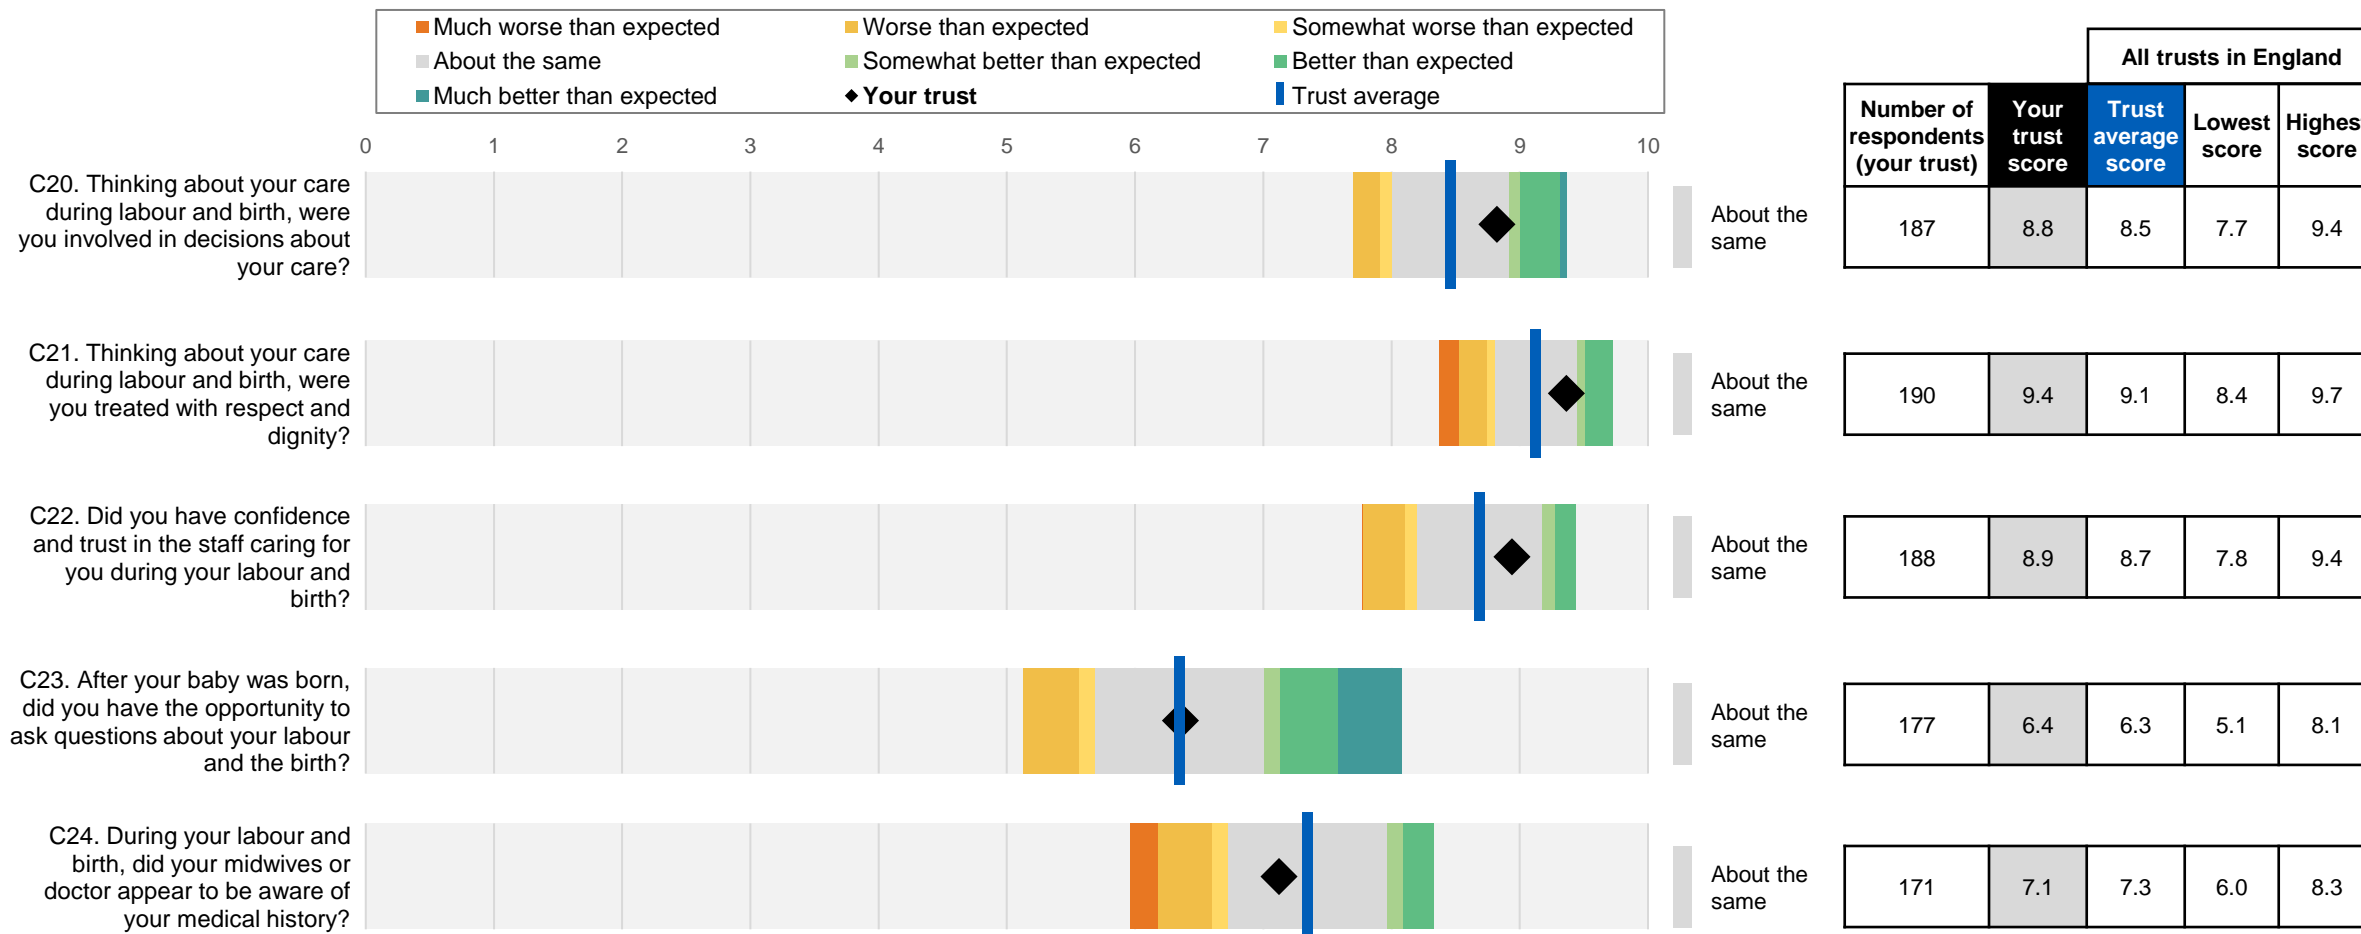 Much worse than expected
Worse than expected
Somewhat worse than expected
About the same
Somewhat better than expected
Better than expected
Much better than expected
Your trust
Trust average
All trusts in England
Number of
respondents
(your trust)
Your
trust
score
Trust
average
score
Lowest
score
Highest
score
0 1 2 3 4 5 6 7 8 9 10
C20. Thinking about your care
during labour and birth, were
you involved in decisions about
your care?
About the
same
187 8.8 8.5 7.7 9.4
C21. Thinking about your care
during labour and birth, were
you treated with respect and
dignity?
About the
same
190 9.4 9.1 8.4 9.7
C22. Did you have confidence
and trust in the staff caring for
you during your labour and
birth?
About the
same
188 8.9 8.7 7.8 9.4
C23. After your baby was born,
did you have the opportunity to
ask questions about your labour
and the birth?
About the
same
177 6.4 6.3 5.1 8.1
C24. During your labour and
birth, did your midwives or
doctor appear to be aware of
your medical history?
About the
same
171 7.1 7.3 6.0 8.3